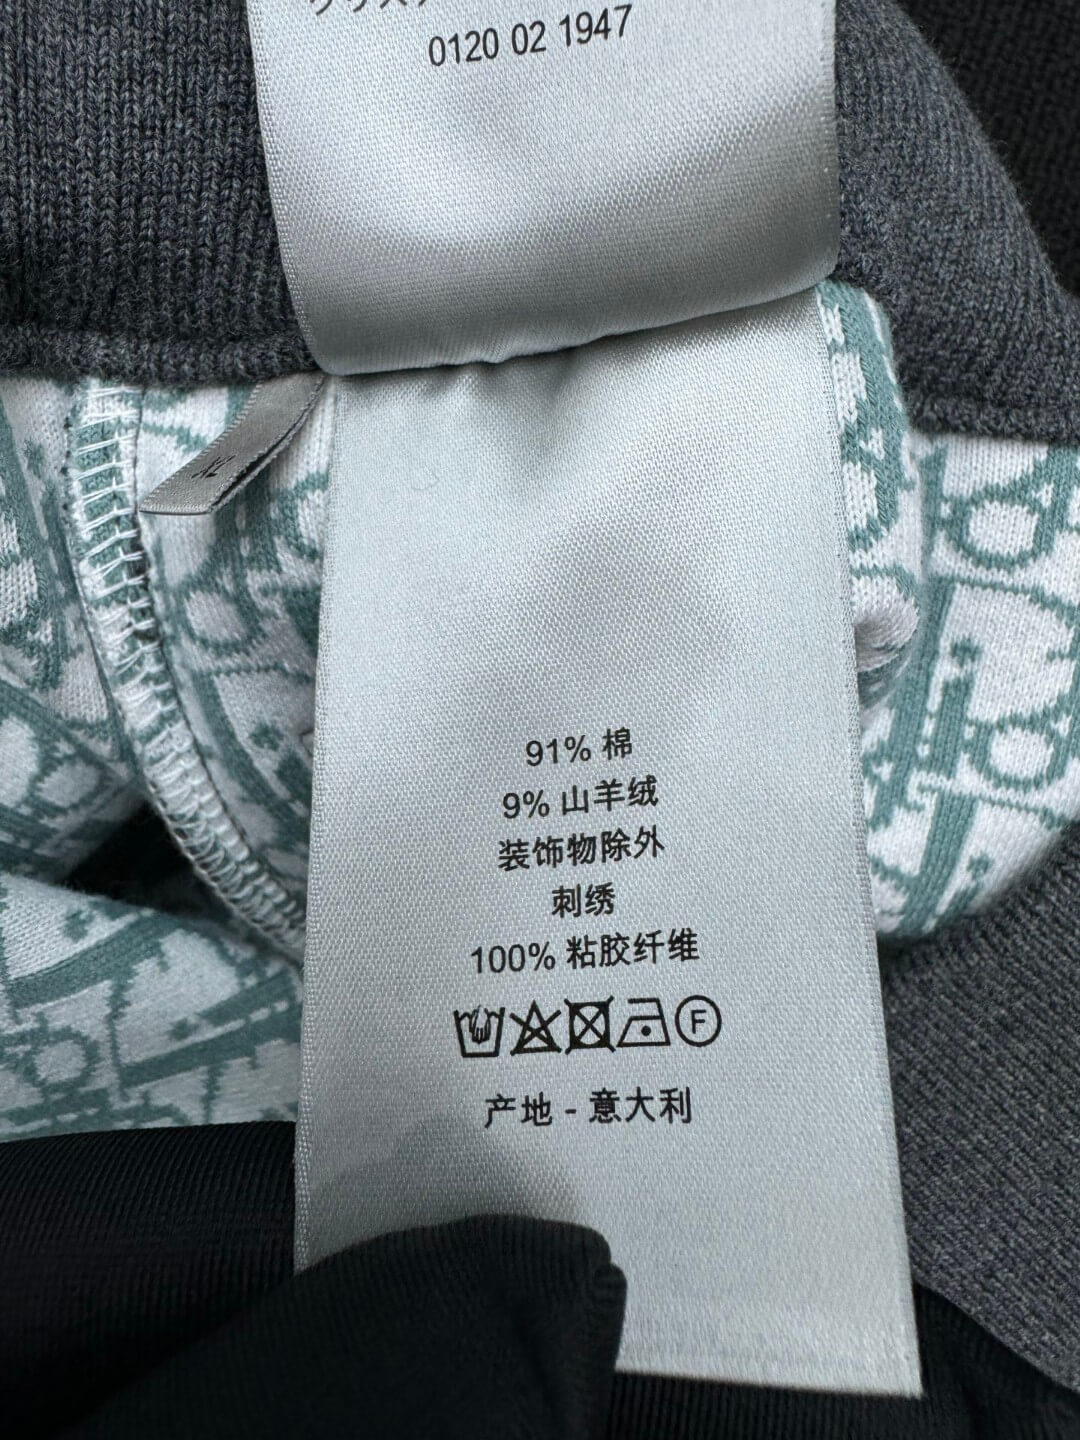 0120 02 1947
XL
91% 棉
9% 山羊绒
装饰物除外
刺绣
100% 粘胶纤维
F
产地 - 意大利